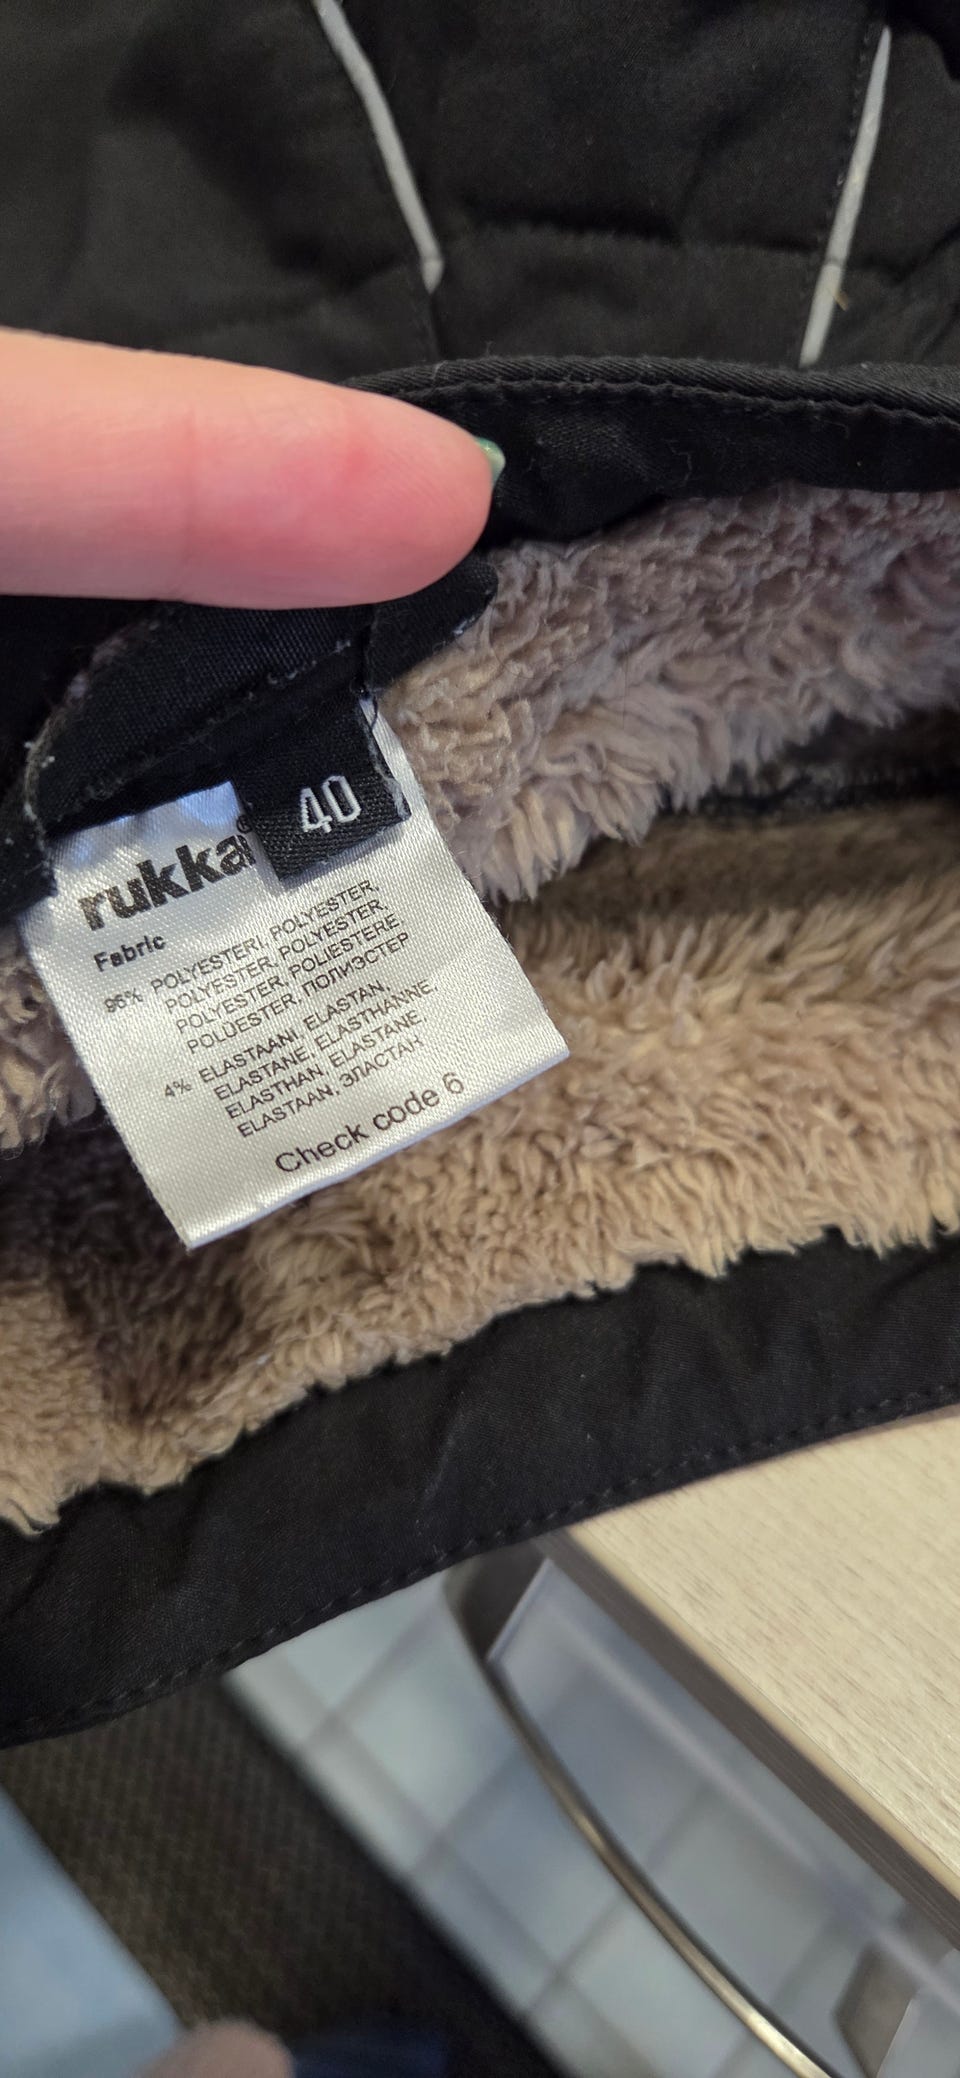 40
rukka®
Fabric
96% POLYESTERI, POLYESTER,
POLYESTER, POLYESTER,
POLYESTER, POLIESTERE
POLÜESTER, ПОЛИЭСТЕР
4% ELASTAANI, ELASTAN,
ELASTANE, ELASTHANNE,
ELASTHAN, ELASTANE,
ELASTAAN, ЭЛАСТАН
Check code 6